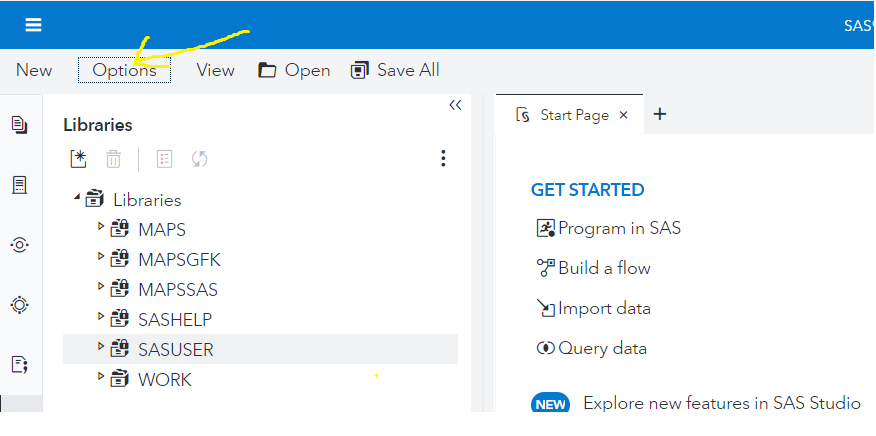 SAS
New Options View Open Save All
Libraries
Start Page
Libraries
MAPS
MAPSGFK
MAPSSAS
SASHELP
SASUSER
WORK
GET STARTED
Program in SAS
Build a flow
Import data
Query data
NEW Explore new features in SAS Studio